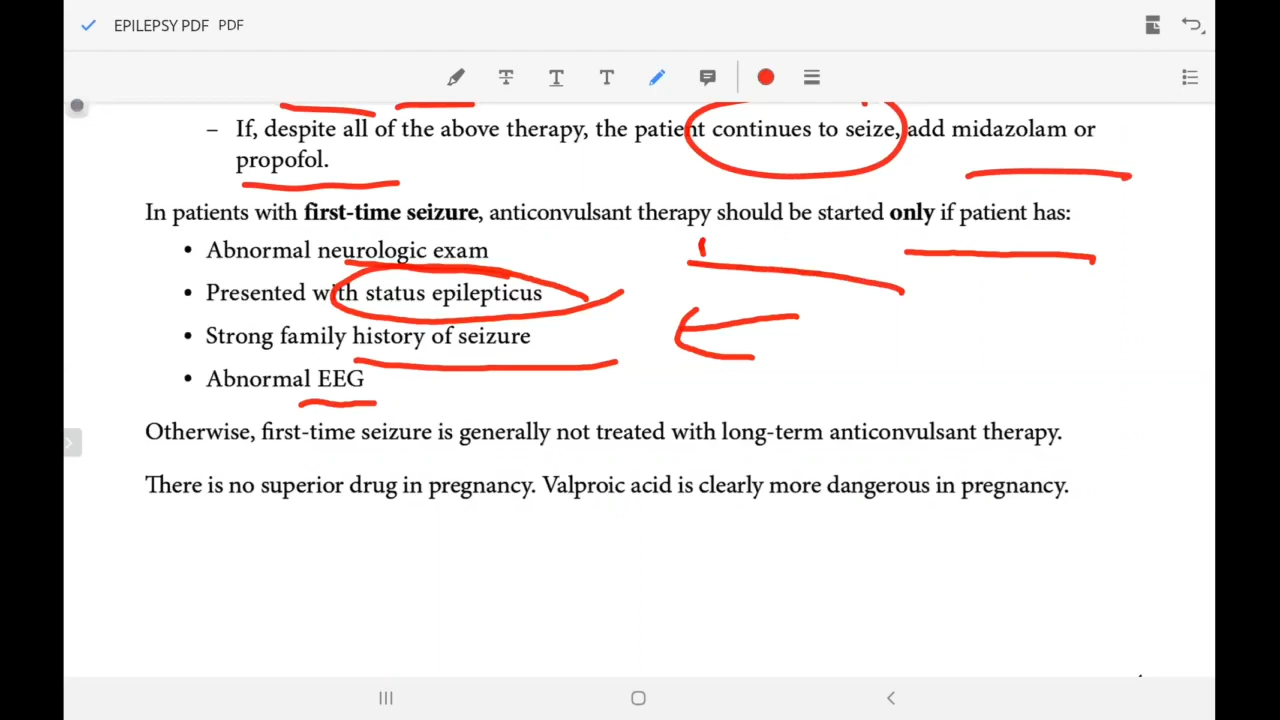 EPILEPSY PDF PDF
– If, despite all of the above therapy, the patient continues to seize, add midazolam or
propofol.
In patients with first-time seizure, anticonvulsant therapy should be started only if patient has:
• Abnormal neurologic exam
• Presented with status epilepticus
• Strong family history of seizure
• Abnormal EEG
Otherwise, first-time seizure is generally not treated with long-term anticonvulsant therapy.
There is no superior drug in pregnancy. Valproic acid is clearly more dangerous in pregnancy.